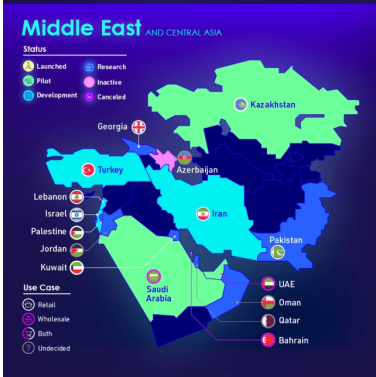 Middle East AND CENTRAL ASIA
Status
Launched
Research
Pilot
Inactive
Development
Canceled
Kazakhstan
Georgia
Azerbaijan
Turkey
Lebanon
Israel
Iran
Palestine
Pakistan
Jordan
Kuwait
Saudi
Arabia
UAE
Use Case
Oman
Retail
Wholesale
Qatar
Both
Bahrain
Undecided